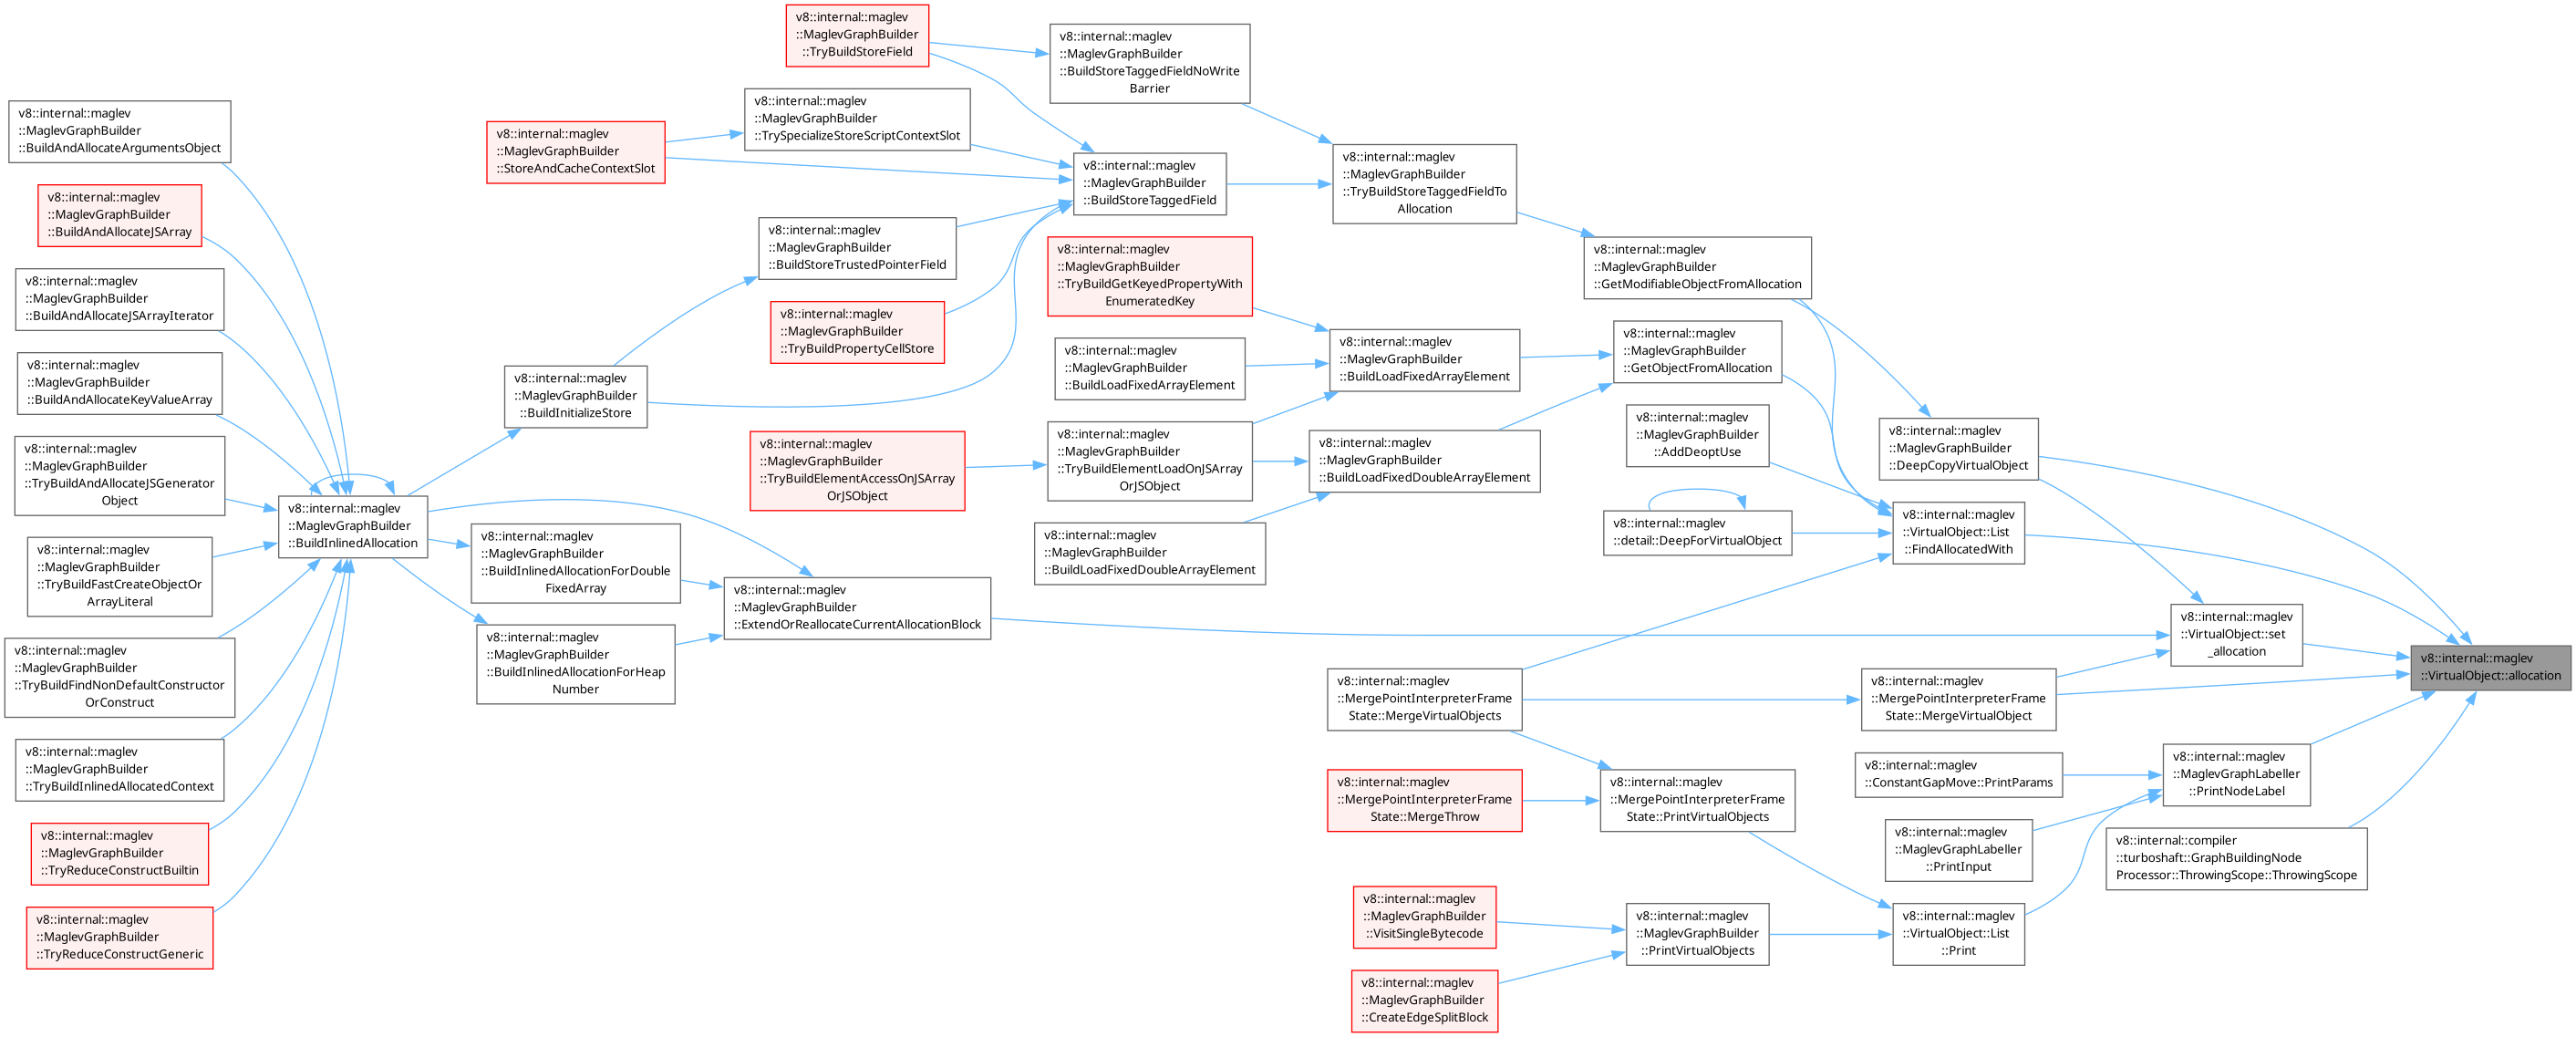 v8::internal::maglev
::MaglevGraphBuilder
::BuildAndAllocateArgumentsObject
v8::internal::maglev
::MaglevGraphBuilder
::BuildAndAllocateJSArray
v8::internal::maglev
::MaglevGraphBuilder
::BuildAndAllocateJSArrayIterator
v8::internal::maglev
::MaglevGraphBuilder
::BuildAndAllocateKeyValueArray
v8::internal::maglev
::MaglevGraphBuilder
::TryBuildAndAllocateJSGenerator
Object
v8::internal::maglev
::MaglevGraphBuilder
::TryBuildFastCreateObjectOr
ArrayLiteral
v8::internal::maglev
::MaglevGraphBuilder
::TryBuildFindNonDefaultConstructor
OrConstruct
v8::internal::maglev
::MaglevGraphBuilder
::TryBuildInlinedAllocatedContext
v8::internal::maglev
::MaglevGraphBuilder
::TryReduceConstructBuiltin
v8::internal::maglev
::MaglevGraphBuilder
::TryReduceConstructGeneric
v8::internal::maglev
::MaglevGraphBuilder
::BuildInlinedAllocation
v8::internal::maglev
::MaglevGraphBuilder
::StoreAndCacheContextSlot
v8::internal::maglev
::MaglevGraphBuilder
::BuildInitializeStore
v8::internal::maglev
::MaglevGraphBuilder
::BuildInlinedAllocationForDouble
FixedArray
v8::internal::maglev
::MaglevGraphBuilder
::BuildInlinedAllocationForHeap
Number
v8::internal::maglev
::MaglevGraphBuilder
::TryBuildStoreField
v8::internal::maglev
::MaglevGraphBuilder
::TrySpecializeStoreScriptContextSlot
v8::internal::maglev
::MaglevGraphBuilder
::BuildStoreTrustedPointerField
v8::internal::maglev
::MaglevGraphBuilder
::TryBuildPropertyCellStore
v8::internal::maglev
::MaglevGraphBuilder
::TryBuildElementAccessOnJSArray
OrJSObject
v8::internal::maglev
::MaglevGraphBuilder
::ExtendOrReallocateCurrentAllocationBlock
v8::internal::maglev
::MaglevGraphBuilder
::BuildStoreTaggedFieldNoWrite
Barrier
v8::internal::maglev
::MaglevGraphBuilder
::BuildStoreTaggedField
v8::internal::maglev
::MaglevGraphBuilder
::TryBuildGetKeyedPropertyWith
EnumeratedKey
v8::internal::maglev
::MaglevGraphBuilder
::BuildLoadFixedArrayElement
v8::internal::maglev
::MaglevGraphBuilder
::TryBuildElementLoadOnJSArray
OrJSObject
v8::internal::maglev
::MaglevGraphBuilder
::BuildLoadFixedDoubleArrayElement
v8::internal::maglev
::MaglevGraphBuilder
::TryBuildStoreTaggedFieldTo
Allocation
v8::internal::maglev
::MaglevGraphBuilder
::BuildLoadFixedArrayElement
v8::internal::maglev
::MaglevGraphBuilder
::BuildLoadFixedDoubleArrayElement
v8::internal::maglev
::MergePointInterpreterFrame
State::MergeVirtualObjects
v8::internal::maglev
::MergePointInterpreterFrame
State::MergeThrow
v8::internal::maglev
::MaglevGraphBuilder
::VisitSingleBytecode
v8::internal::maglev
::MaglevGraphBuilder
::CreateEdgeSplitBlock
v8::internal::maglev
::MaglevGraphBuilder
::GetModifiableObjectFromAllocation
v8::internal::maglev
::MaglevGraphBuilder
::GetObjectFromAllocation
v8::internal::maglev
::MaglevGraphBuilder
::AddDeoptUse
v8::internal::maglev
::detail::DeepForVirtualObject
v8::internal::maglev
::MergePointInterpreterFrame
State::PrintVirtualObjects
v8::internal::maglev
::MaglevGraphBuilder
::PrintVirtualObjects
v8::internal::maglev
::MaglevGraphBuilder
::DeepCopyVirtualObject
v8::internal::maglev
::VirtualObject::List
::FindAllocatedWith
v8::internal::maglev
::MergePointInterpreterFrame
State::MergeVirtualObject
v8::internal::maglev
::ConstantGapMove::PrintParams
v8::internal::maglev
::MaglevGraphLabeller
::PrintInput
v8::internal::maglev
::VirtualObject::List
::Print
v8::internal::maglev
::VirtualObject::set
_allocation
v8::internal::maglev
::MaglevGraphLabeller
::PrintNodeLabel
v8::internal::compiler
::turboshaft::GraphBuildingNode
Processor::ThrowingScope::ThrowingScope
v8::internal::maglev
::VirtualObject::allocation